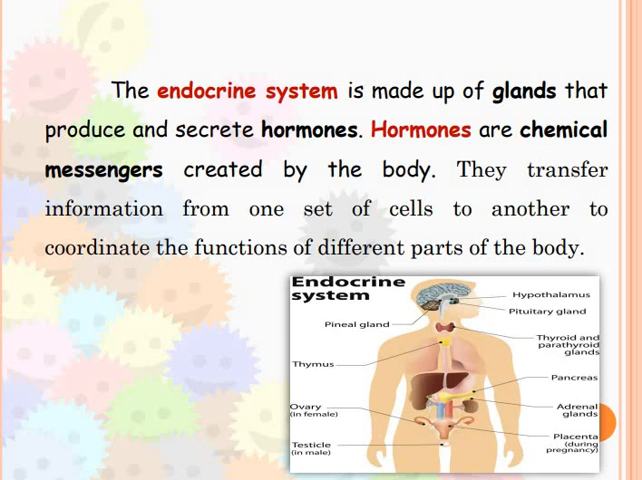 The endocrine system is made up of glands that
produce and secrete hormones. Hormones are chemical
messengers created by the body. They transfer
information from one set of cells to another to
coordinate the functions of different parts of the body.
Endocrine
system
Hypothalamus
Pituitary gland
Pineal gland
Thyroid and
parathyroid
glands
Thymus
Pancreas
Ovary
(in female)
Adrenal
glands
Placenta
(during
pregnancy)
Testicle
(in male)